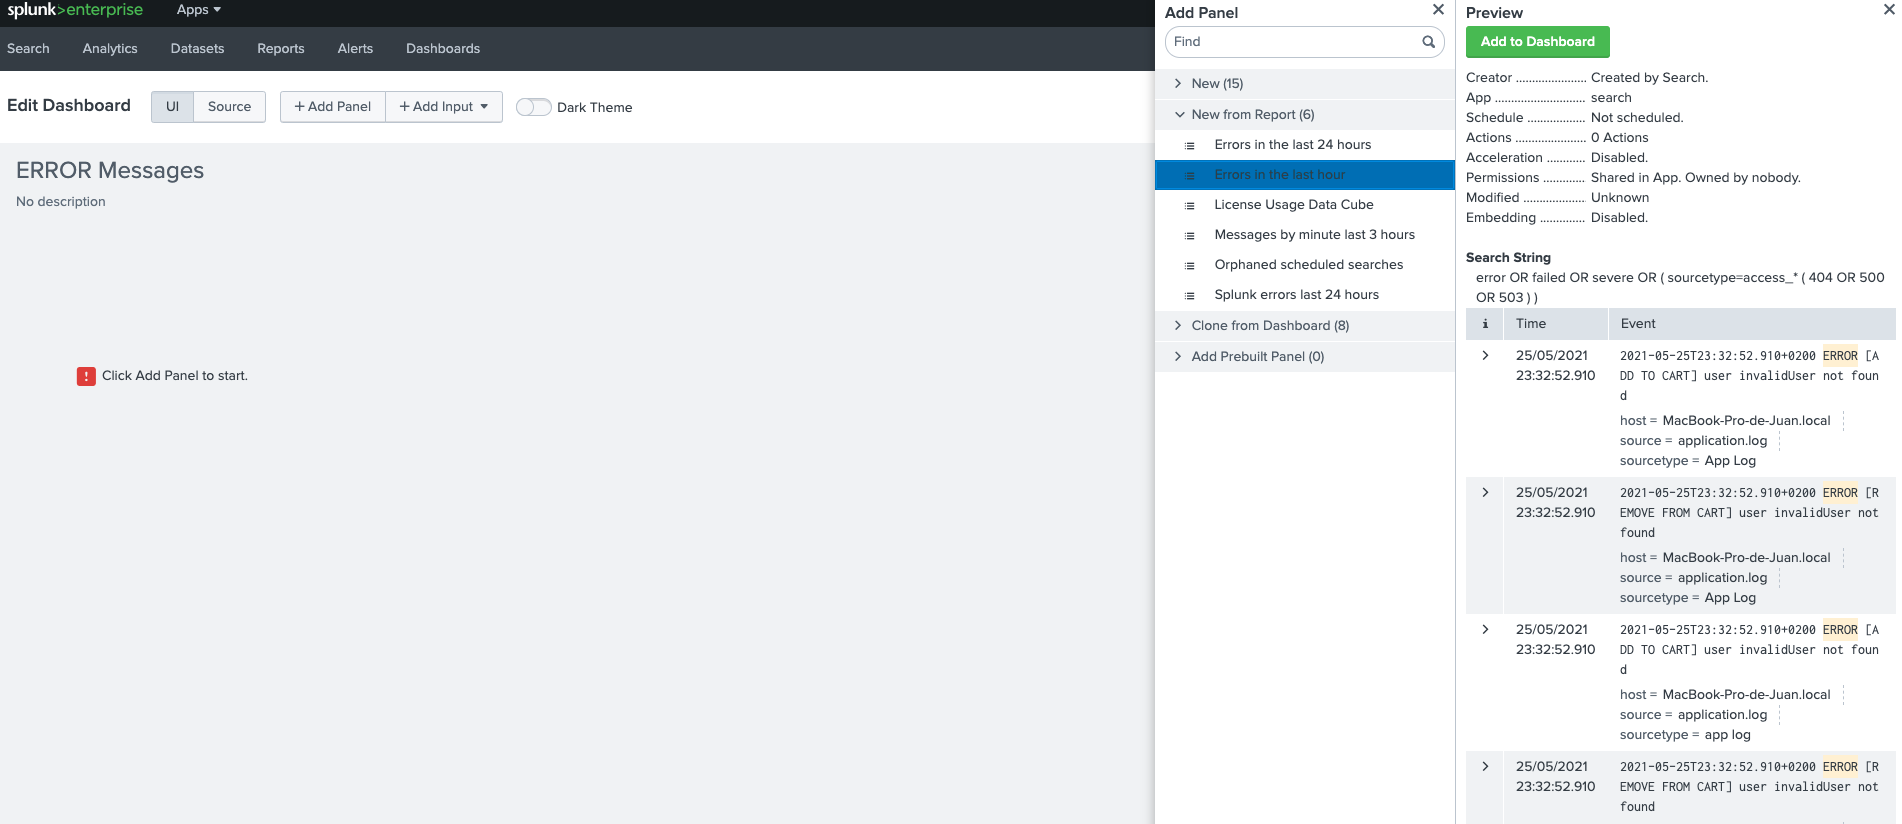 splunk>enterprise Apps
Search Analytics Datasets Reports Alerts Dashboards
Edit Dashboard UI Source + Add Panel + Add Input Dark Theme
ERROR Messages
No description
! Click Add Panel to start.
Add Panel
Find
New (15)
New from Report (6)
Errors in the last 24 hours
Errors in the last hour
License Usage Data Cube
Messages by minute last 3 hours
Orphaned scheduled searches
Splunk errors last 24 hours
Clone from Dashboard (8)
Add Prebuilt Panel (0)
Preview
Add to Dashboard
Creator ...................... Created by Search.
App ............................ search
Schedule .................. Not scheduled.
Actions ...................... 0 Actions
Acceleration ............ Disabled.
Permissions ............. Shared in App. Owned by nobody.
Modified ................... Unknown
Embedding .............. Disabled.
Search String
error OR failed OR severe OR ( sourcetype=access_* ( 404 OR 500
OR 503 ) )
i Time Event
25/05/2021
23:32:52.910
2021-05-25T23:32:52.910+0200 ERROR [A
DD TO CART] user invalidUser not foun
d
host = MacBook-Pro-de-Juan.local
source = application.log
sourcetype = App Log
25/05/2021
23:32:52.910
2021-05-25T23:32:52.910+0200 ERROR [R
EMOVE FROM CART] user invalidUser not
found
host = MacBook-Pro-de-Juan.local
source = application.log
sourcetype = App Log
25/05/2021
23:32:52.910
2021-05-25T23:32:52.910+0200 ERROR [A
DD TO CART] user invalidUser not foun
d
host = MacBook-Pro-de-Juan.local
source = application.log
sourcetype = app log
25/05/2021
23:32:52.910
2021-05-25T23:32:52.910+0200 ERROR [R
EMOVE FROM CART] user invalidUser not
found